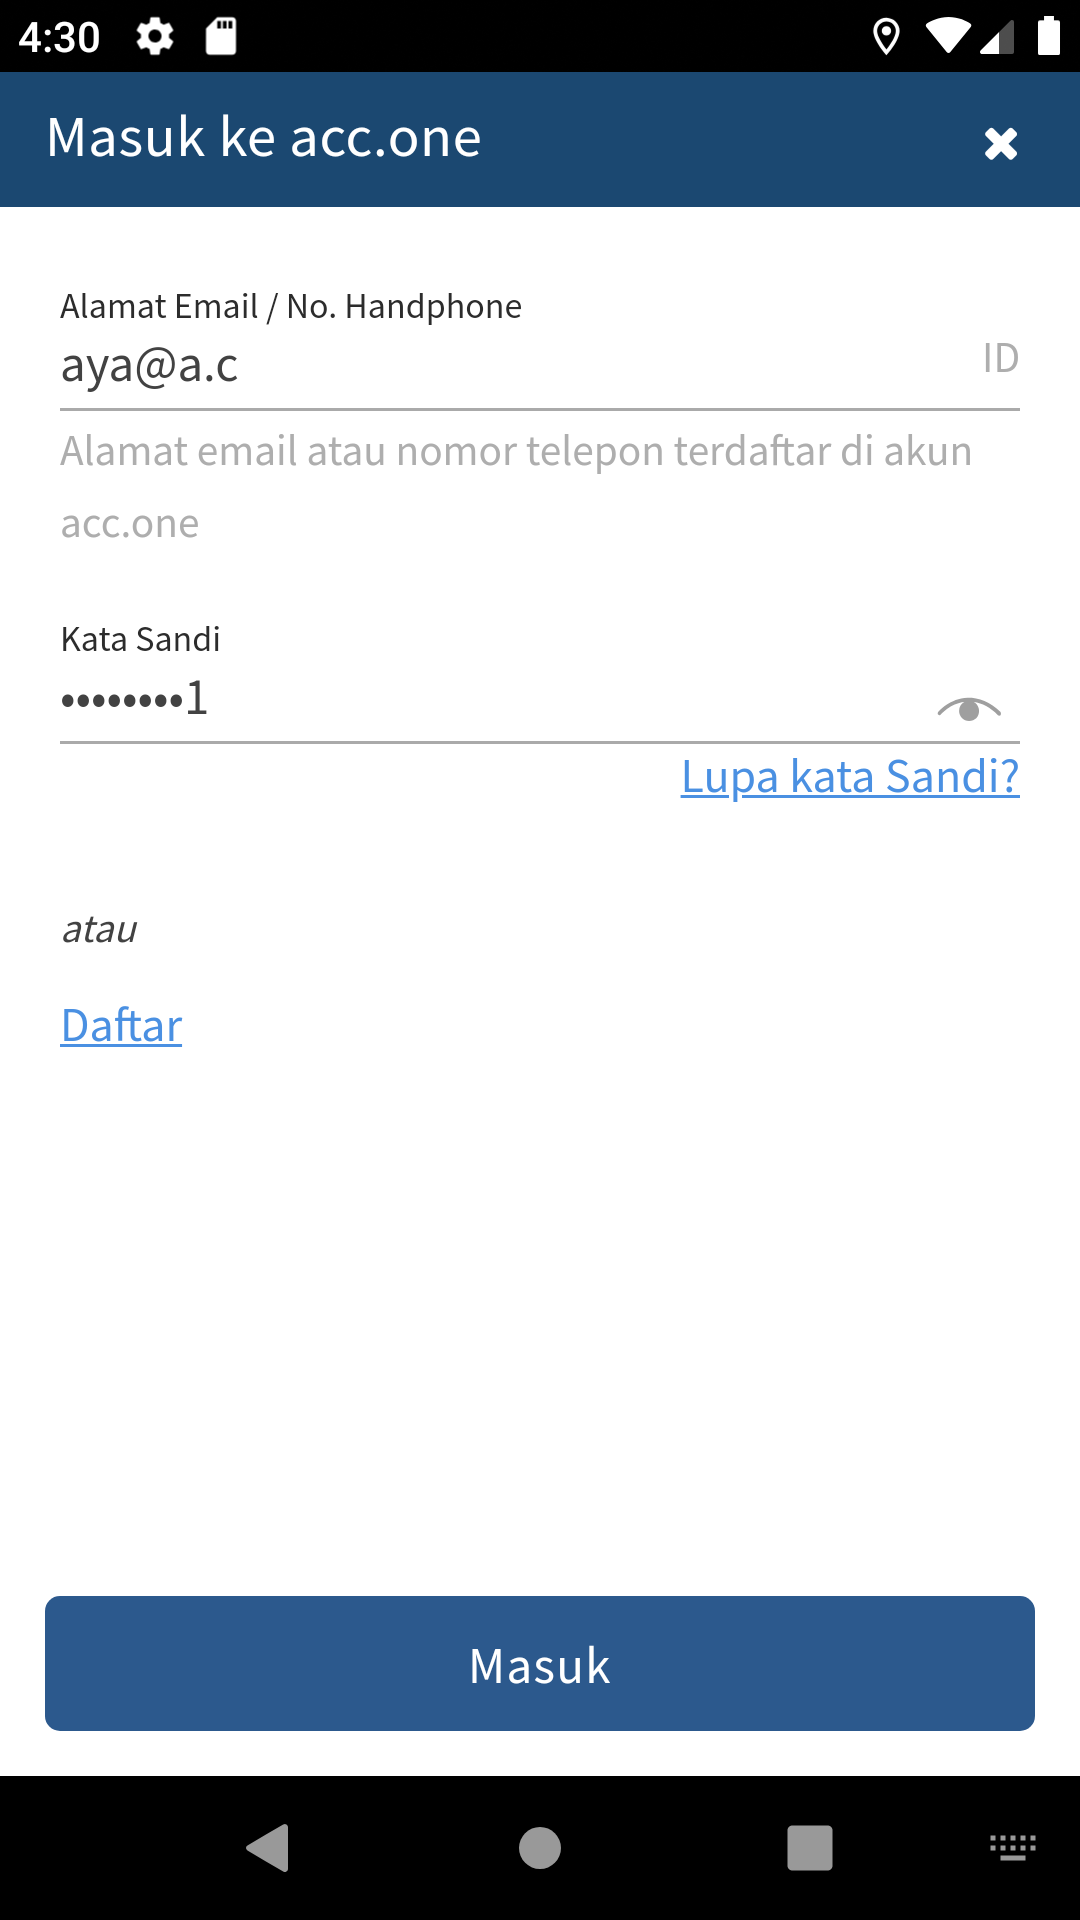 4:30
Masuk ke acc.one
Alamat Email / No. Handphone
aya@a.c
ID
Alamat email atau nomor telepon terdaftar di akun
acc.one
Kata Sandi
••••••••1
Lupa kata Sandi?
atau
Daftar
Masuk